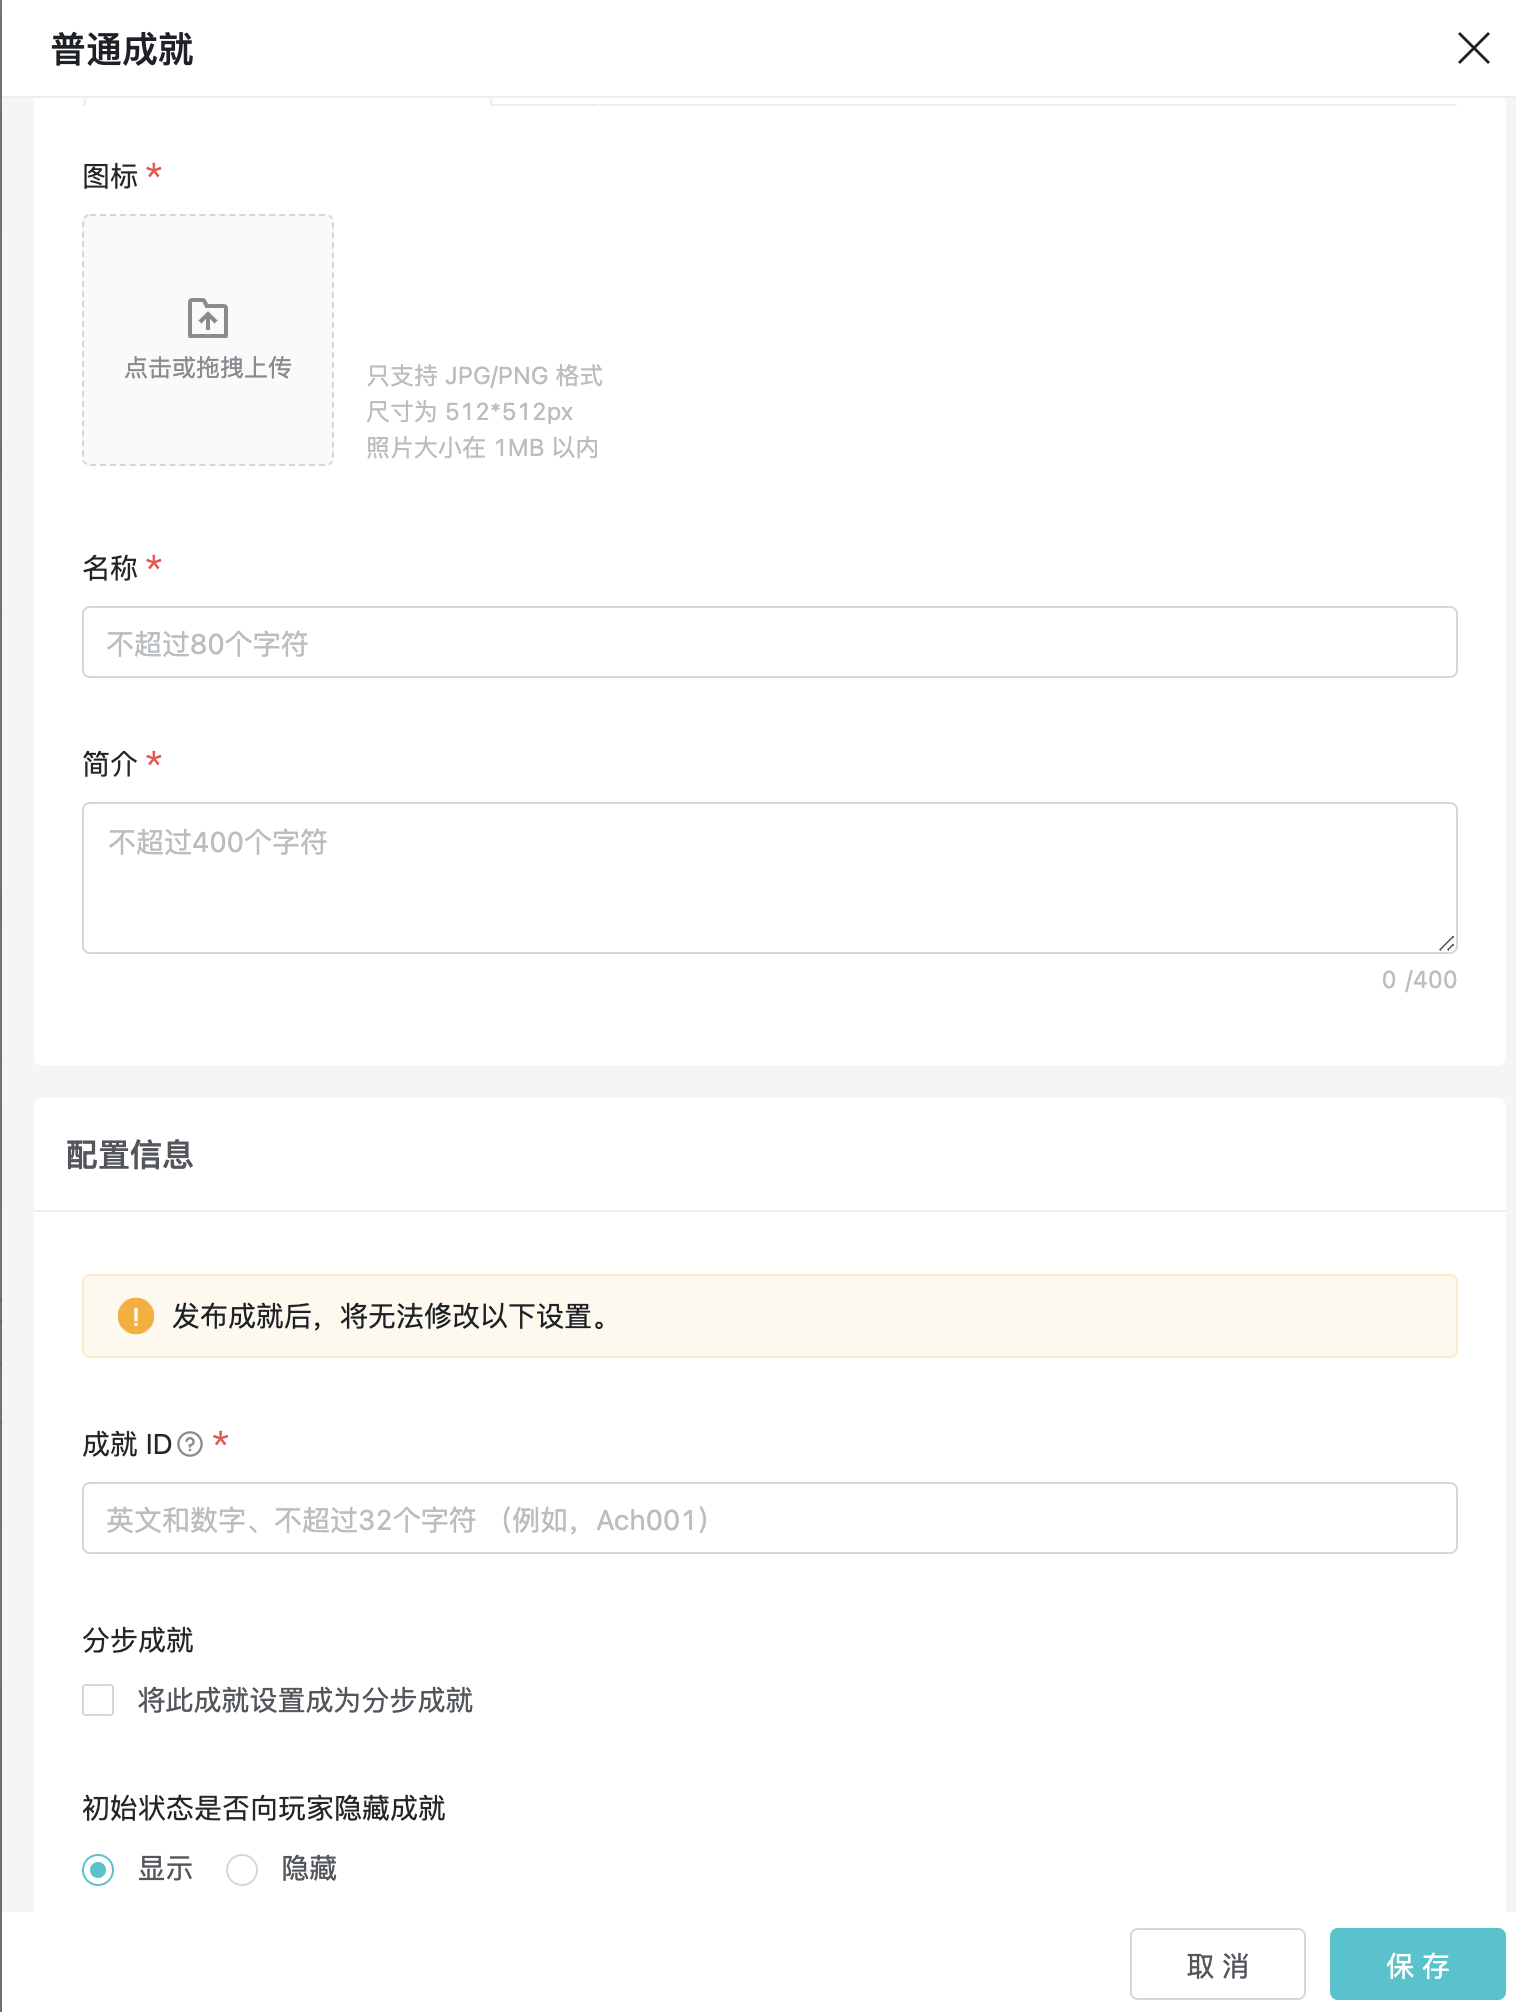 普通成就
图标 *
点击或拖拽上传
只支持 JPG/PNG 格式
尺寸为 512*512px
照片大小在 1MB 以内
名称 *
不超过80个字符
简介 *
不超过400个字符
0 /400
配置信息
发布成就后，将无法修改以下设置。
成就 ID *
英文和数字、不超过32个字符 （例如，Ach001）
分步成就
将此成就设置成为分步成就
初始状态是否向玩家隐藏成就
显示 隐藏
取 消 保 存